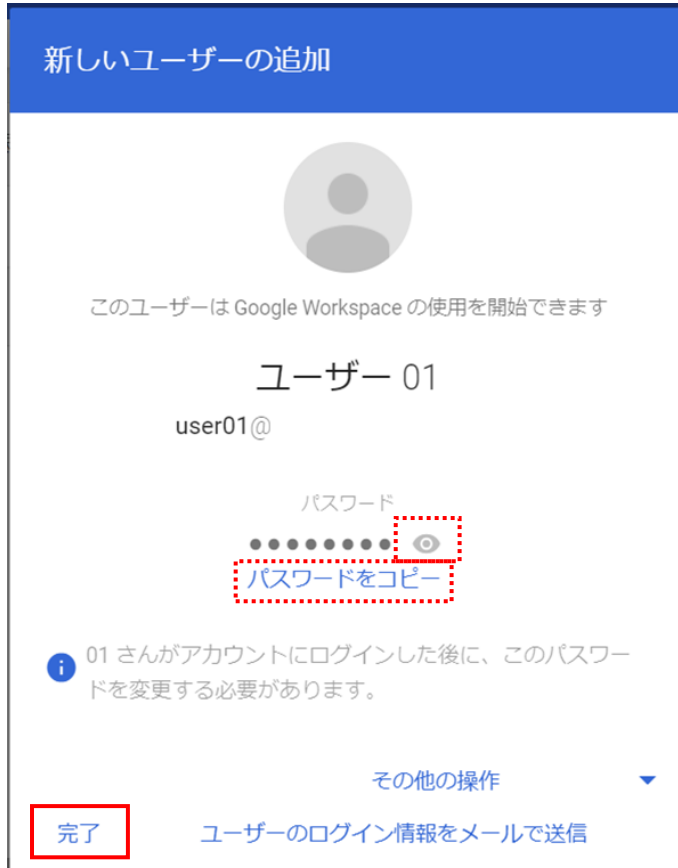 新しいユーザーの追加
このユーザーは Google Workspace の使用を開始できます
ユーザー 01
user01@
パスワード
••••••••
パスワードをコピー
01 さんがアカウントにログインした後に、このパスワー
ドを変更する必要があります。
その他の操作
完了 ユーザーのログイン情報をメールで送信